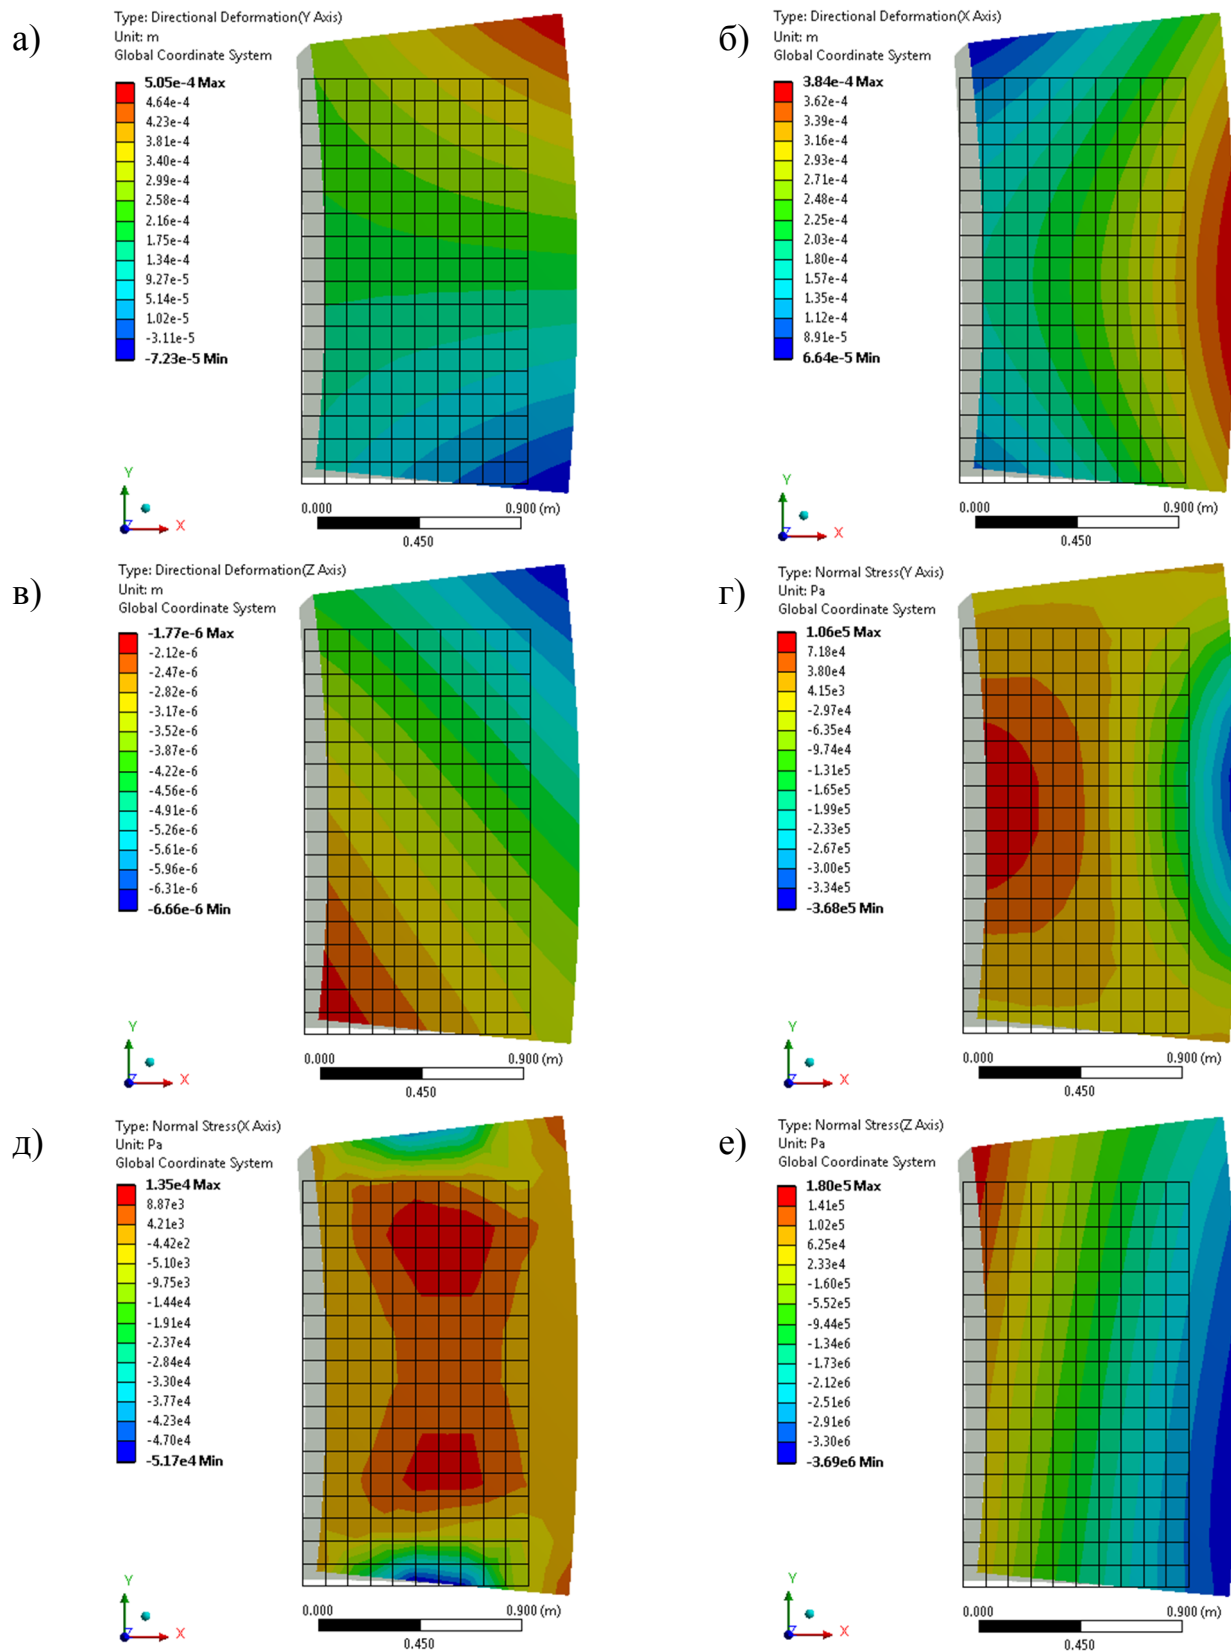 а)
Type: Directional Deformation(Y Axis)
Unit: m
Global Coordinate System
5.05e-4 Max
4.64e-4
4.23e-4
3.81e-4
3.40e-4
2.99e-4
2.58e-4
2.16e-4
1.75e-4
1.34e-4
9.27e-5
5.14e-5
1.02e-5
-3.11e-5
-7.23e-5 Min
Y
X
Z
0.000
0.900 (m)
0.450
б)
Type: Directional Deformation(X Axis)
Unit: m
Global Coordinate System
3.84e-4 Max
3.62e-4
3.39e-4
3.16e-4
2.93e-4
2.71e-4
2.48e-4
2.25e-4
2.03e-4
1.80e-4
1.57e-4
1.35e-4
1.12e-4
8.91e-5
6.64e-5 Min
Y
X
Z
0.000
0.900 (m)
0.450
в)
Type: Directional Deformation(Z Axis)
Unit: m
Global Coordinate System
-1.77e-6 Max
-2.12e-6
-2.47e-6
-2.82e-6
-3.17e-6
-3.52e-6
-3.87e-6
-4.22e-6
-4.56e-6
-4.91e-6
-5.26e-6
-5.61e-6
-5.96e-6
-6.31e-6
-6.66e-6 Min
Y
X
Z
0.000
0.900 (m)
0.450
г)
Type: Normal Stress(Y Axis)
Unit: Pa
Global Coordinate System
1.06e5 Max
7.18e4
3.80e4
4.15e3
-2.97e4
-6.35e4
-9.74e4
-1.31e5
-1.65e5
-1.99e5
-2.33e5
-2.67e5
-3.00e5
-3.34e5
-3.68e5 Min
Y
X
Z
0.000
0.900 (m)
0.450
д)
Type: Normal Stress(X Axis)
Unit: Pa
Global Coordinate System
1.35e4 Max
8.87e3
4.21e3
-4.42e2
-5.10e3
-9.75e3
-1.44e4
-1.91e4
-2.37e4
-2.84e4
-3.30e4
-3.77e4
-4.23e4
-4.70e4
-5.17e4 Min
Y
X
Z
0.000
0.900 (m)
0.450
е)
Type: Normal Stress(Z Axis)
Unit: Pa
Global Coordinate System
1.80e5 Max
1.41e5
1.02e5
6.25e4
2.33e4
-1.60e5
-5.52e5
-9.44e5
-1.34e6
-1.73e6
-2.12e6
-2.51e6
-2.91e6
-3.30e6
-3.69e6 Min
Y
X
Z
0.000
0.900 (m)
0.450